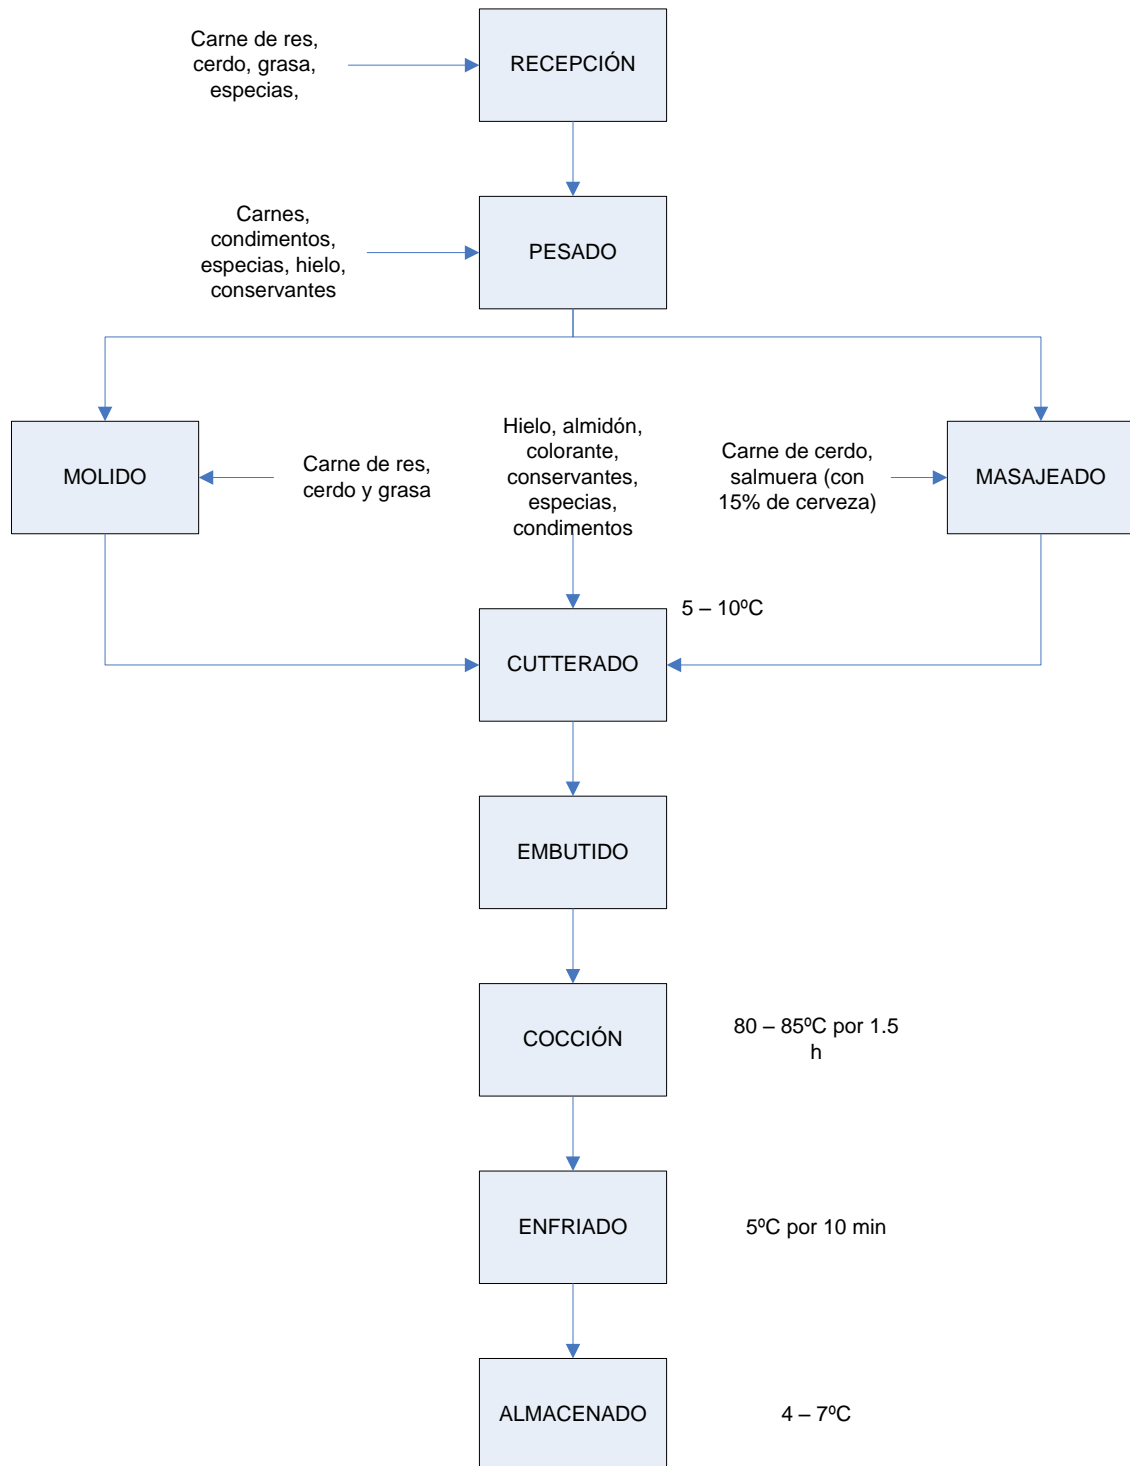 Carne de res,
cerdo, grasa,
especias,
RECEPCIÓN
Carnes,
condimentos,
especias, hielo,
conservantes
PESADO
MOLIDO
Carne de res,
cerdo y grasa
Hielo, almidón,
colorante,
conservantes,
especias,
condimentos
Carne de cerdo,
salmuera (con
15% de cerveza)
MASAJEADO
5 – 10ºC
CUTTERADO
EMBUTIDO
COCCIÓN
80 – 85ºC por 1.5
h
ENFRIADO
5ºC por 10 min
ALMACENADO
4 – 7ºC